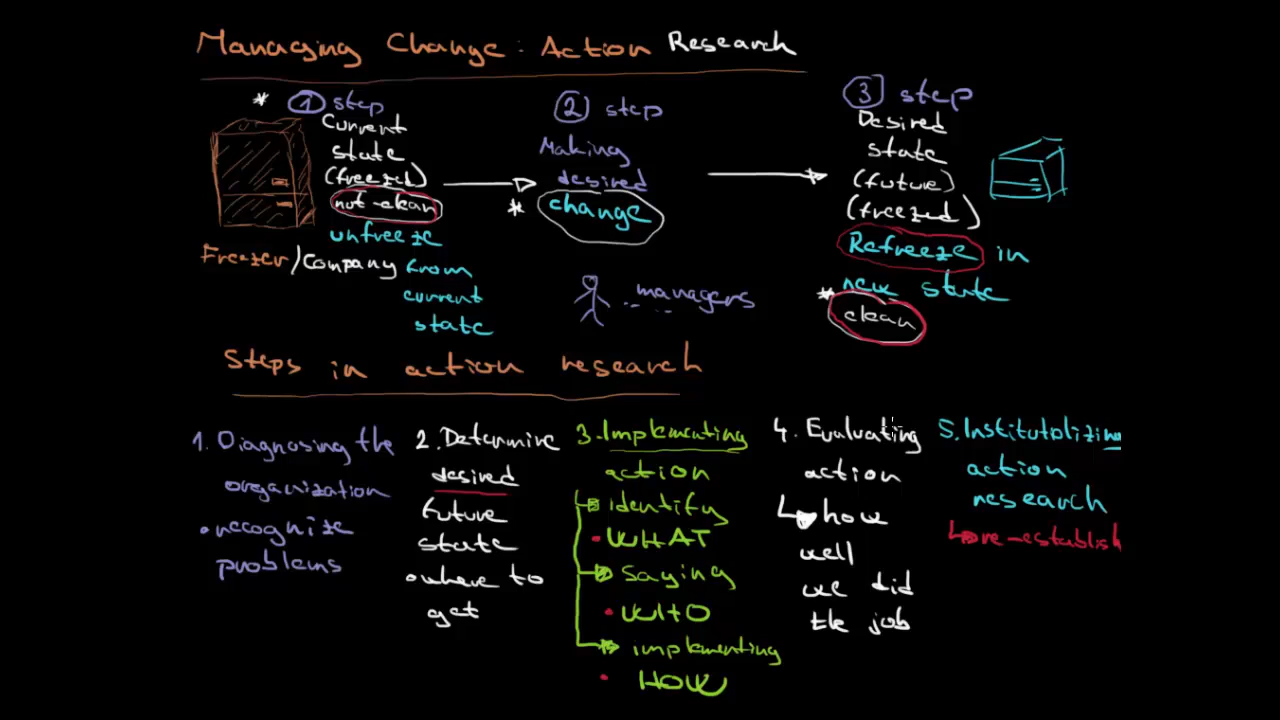 Managing Change: Action Research
* ① step
Current
state
(freezed)
not-clean
unfreeze
from
current
state
Freezer/Company
② step
Making
desired
* change
managers
③ step
Desired
state
(future)
(freezed)
Refreeze in
new state
* clean
Steps in action research
1. Diagnosing the
organization
• recognize
problems
2. Determine
desired
future
state
• where to
get
3. Implementing
action
identify
• WHAT
saying
• WHO
implementing
• HOW
4. Evaluating
action
how
well
we did
the job
5. Institutolizing
action
research
re-establish